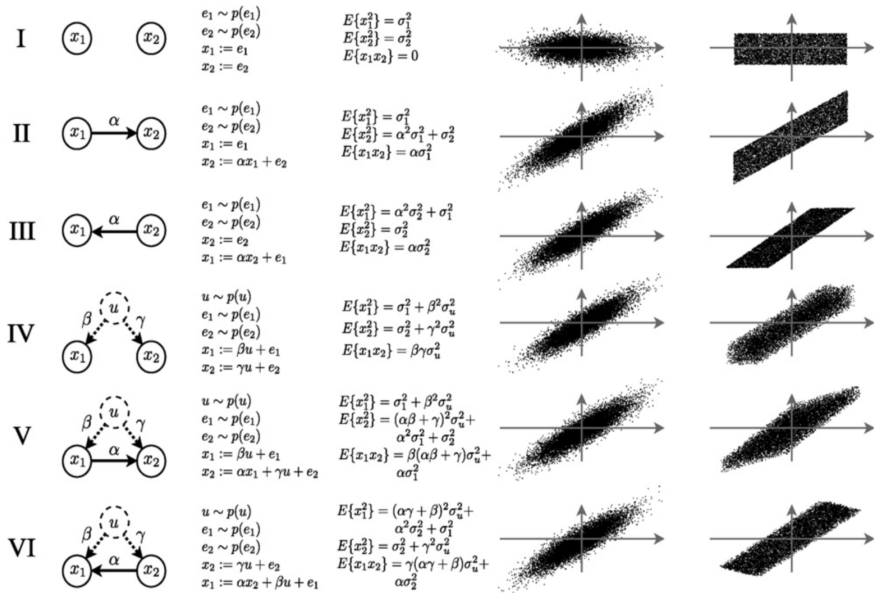 I
x₁ x₂
e₁ ∼ p(e₁)
e₂ ∼ p(e₂)
x₁ := e₁
x₂ := e₂
E{x₁²} = σ₁²
E{x₂²} = σ₂²
E{x₁x₂} = 0
II
x₁ α x₂
e₁ ∼ p(e₁)
e₂ ∼ p(e₂)
x₁ := e₁
x₂ := αx₁ + e₂
E{x₁²} = σ₁²
E{x₂²} = α²σ₁² + σ₂²
E{x₁x₂} = ασ₁²
III
x₁ α x₂
e₁ ∼ p(e₁)
e₂ ∼ p(e₂)
x₂ := e₂
x₁ := αx₂ + e₁
E{x₁²} = α²σ₂² + σ₁²
E{x₂²} = σ₂²
E{x₁x₂} = ασ₂²
IV
u
β γ
x₁ x₂
u ∼ p(u)
e₁ ∼ p(e₁)
e₂ ∼ p(e₂)
x₁ := βu + e₁
x₂ := γu + e₂
E{x₁²} = σ₁² + β²σᵤ²
E{x₂²} = σ₂² + γ²σᵤ²
E{x₁x₂} = βγσᵤ²
V
u
β γ
x₁ α x₂
u ∼ p(u)
e₁ ∼ p(e₁)
e₂ ∼ p(e₂)
x₁ := βu + e₁
x₂ := αx₁ + γu + e₂
E{x₁²} = σ₁² + β²σᵤ²
E{x₂²} = (αβ + γ)²σᵤ² +
α²σ₁² + σ₂²
E{x₁x₂} = β(αβ + γ)σᵤ² +
ασ₁²
VI
u
β γ
x₁ α x₂
u ∼ p(u)
e₁ ∼ p(e₁)
e₂ ∼ p(e₂)
x₂ := γu + e₂
x₁ := αx₂ + βu + e₁
E{x₁²} = (αγ + β)²σᵤ² +
α²σ₂² + σ₁²
E{x₂²} = σ₂² + γ²σᵤ²
E{x₁x₂} = γ(αγ + β)σᵤ² +
ασ₂²